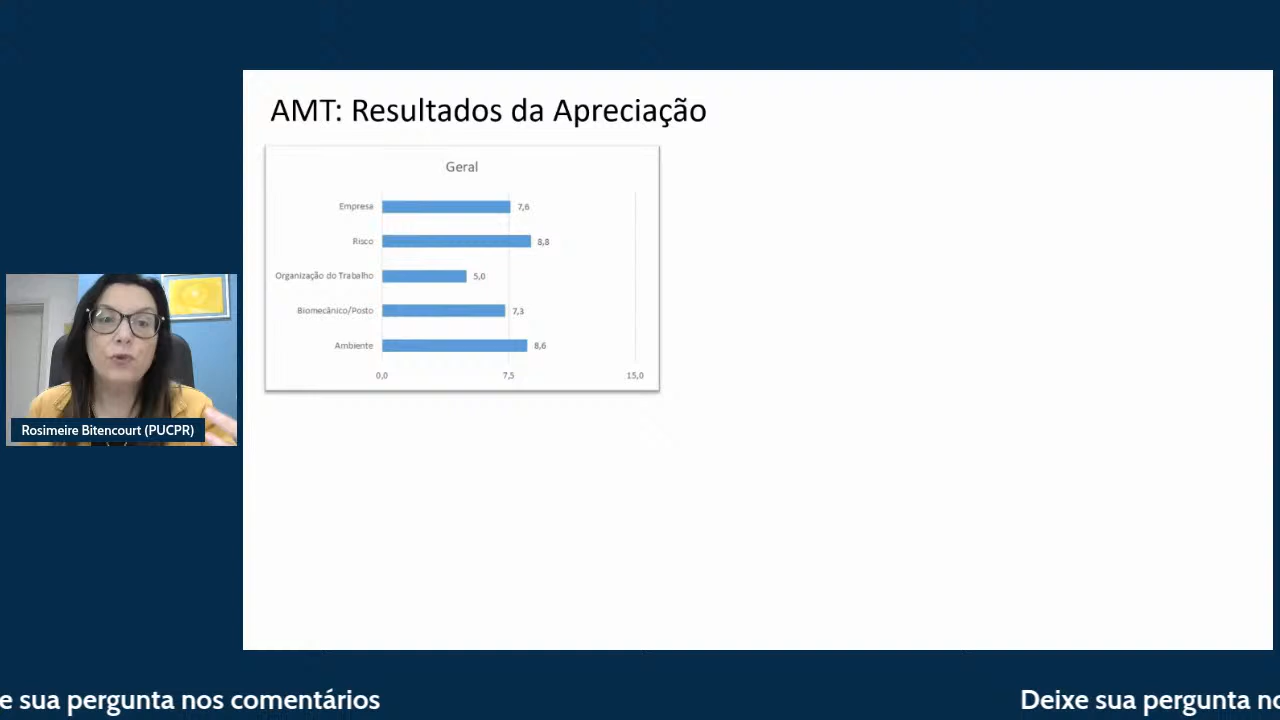 AMT: Resultados da Apreciação
Geral
Empresa 7,6
Risco 8,8
Organização do Trabalho 5,0
Biomecânico/Posto 7,3
Ambiente 8,6
0,0 7,5 15,0
Rosimeire Bitencourt (PUCPR)
e sua pergunta nos comentários
Deixe sua pergunta no